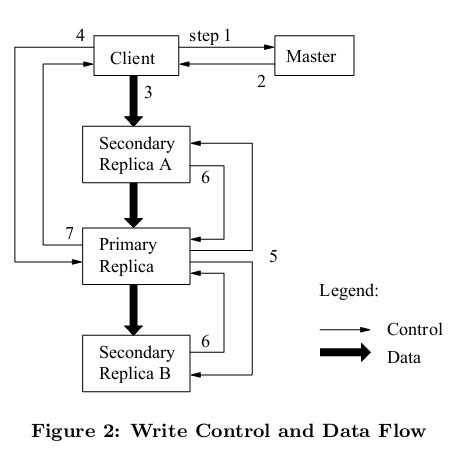 4
step 1
Client
Master
2
3
Secondary
Replica A
6
7
Primary
Replica
5
Legend:
Control
Data
6
Secondary
Replica B
Figure 2: Write Control and Data Flow